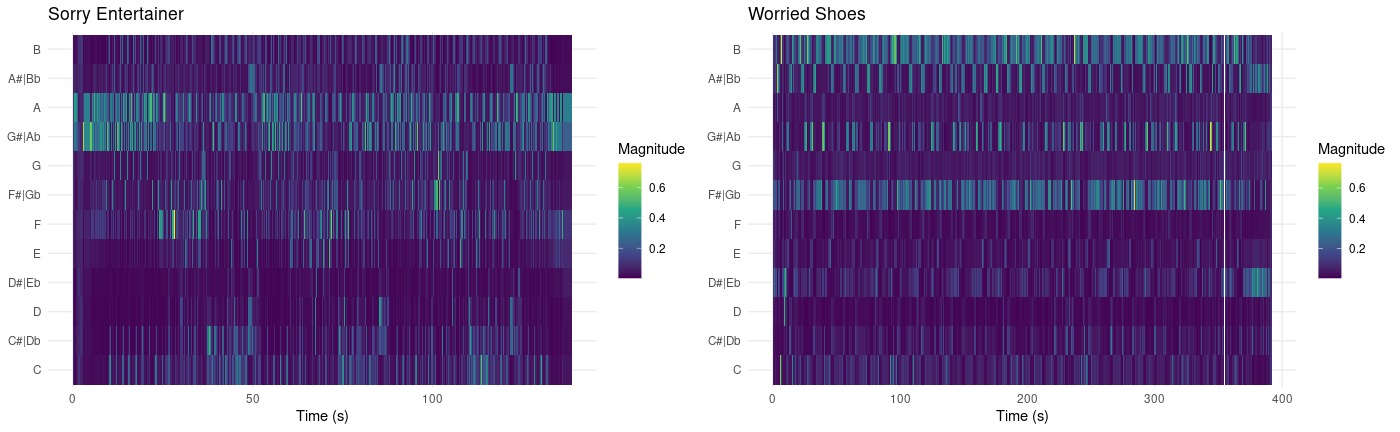 Sorry Entertainer
B
A#|Bb
A
G#|Ab
G
F#|Gb
F
E
D#|Eb
D
C#|Db
C
0
50
100
Time (s)
Magnitude
0.6
0.4
0.2
Worried Shoes
B
A#|Bb
A
G#|Ab
G
F#|Gb
F
E
D#|Eb
D
C#|Db
C
0
100
200
300
400
Time (s)
Magnitude
0.6
0.4
0.2